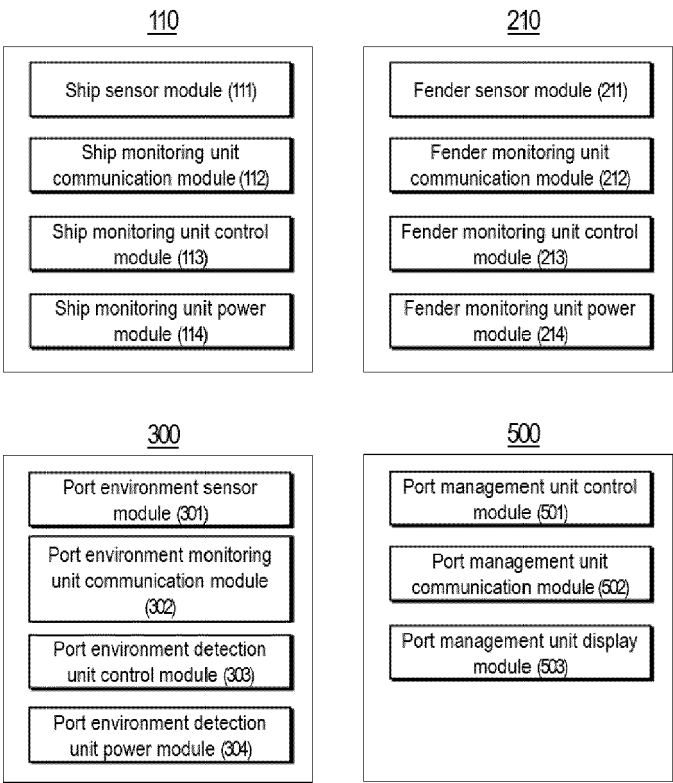 110
Ship sensor module (111)
Ship monitoring unit
communication module (112)
Ship monitoring unit control
module (113)
Ship monitoring unit power
module (114)
210
Fender sensor module (211)
Fender monitoring unit
communication module (212)
Fender monitoring unit control
module (213)
Fender monitoring unit power
module (214)
300
Port environment sensor
module (301)
Port environment monitoring
unit communication module
(302)
Port environment detection
unit control module (303)
Port environment detection
unit power module (304)
500
Port management unit control
module (501)
Port management unit
communication module (502)
Port management unit display
module (503)